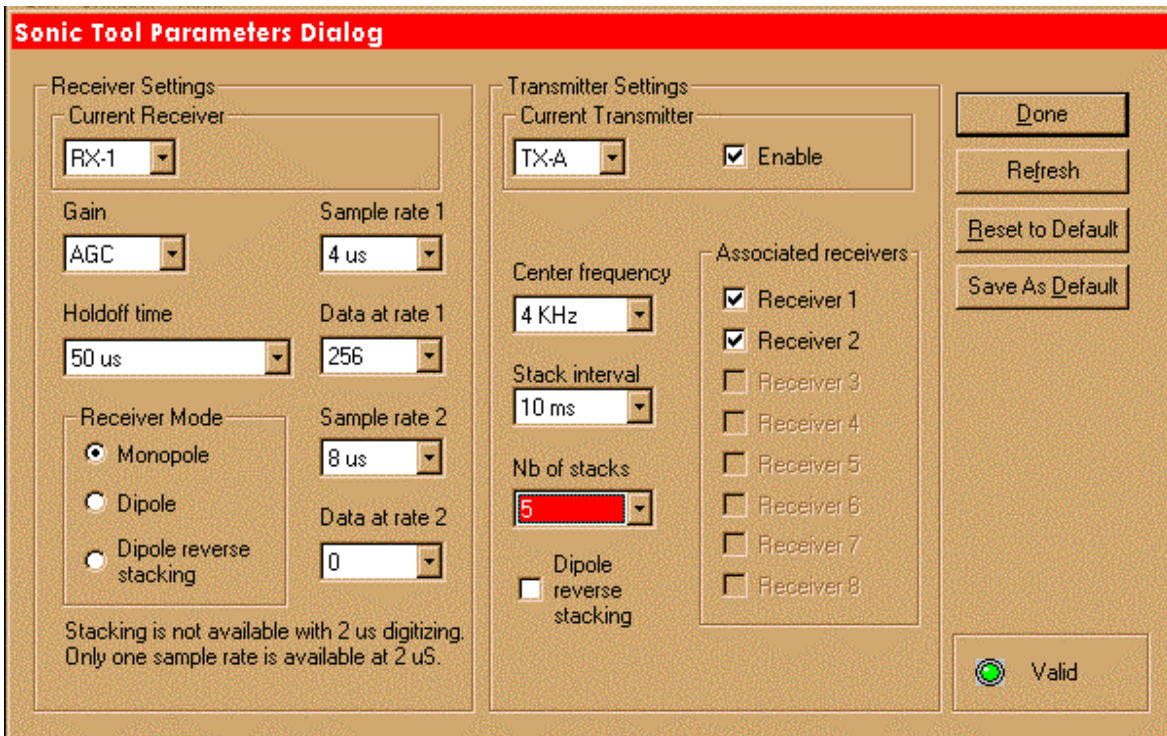 Sonic Tool Parameters Dialog
Receiver Settings
Current Receiver
RX-1
Gain
AGC
Sample rate 1
4 us
Holdoff time
50 us
Data at rate 1
256
Receiver Mode
Monopole
Dipole
Dipole reverse
stacking
Sample rate 2
8 us
Data at rate 2
0
Stacking is not available with 2 us digitizing.
Only one sample rate is available at 2 uS.
Transmitter Settings
Current Transmitter
TX-A
Enable
Center frequency
4 KHz
Stack interval
10 ms
Nb of stacks
5
Dipole
reverse
stacking
Associated receivers
Receiver 1
Receiver 2
Receiver 3
Receiver 4
Receiver 5
Receiver 6
Receiver 7
Receiver 8
Done
Refresh
Reset to Default
Save As Default
Valid